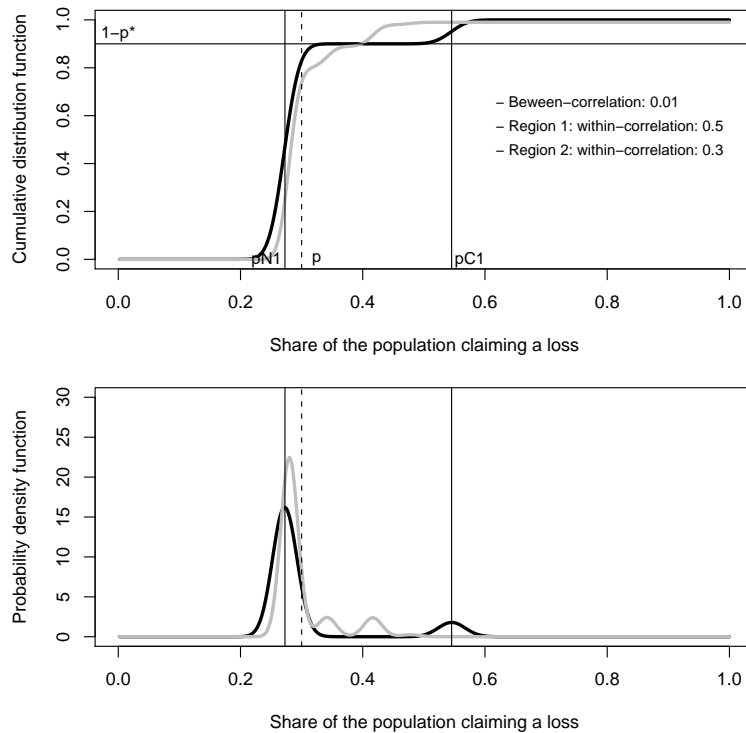 Cumulative distribution function
1.0
0.8
0.6
0.4
0.2
0.0
1−p*
– Beween−correlation: 0.01
– Region 1: within−correlation: 0.5
– Region 2: within−correlation: 0.3
pN1
p
pC1
0.0 0.2 0.4 0.6 0.8 1.0
Share of the population claiming a loss
Probability density function
30
25
20
15
10
5
0
0.0 0.2 0.4 0.6 0.8 1.0
Share of the population claiming a loss